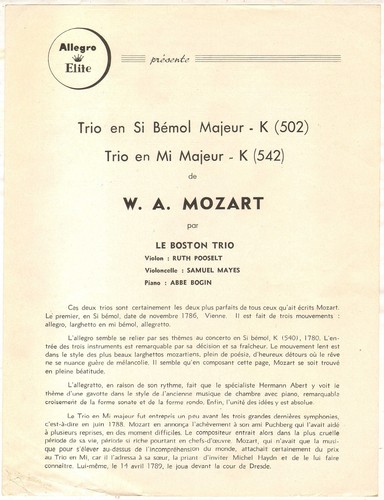 Allegro
Elite
présente
Trio en Si Bémol Majeur - K (502)
Trio en Mi Majeur - K (542)
de
W. A. MOZART
par
LE BOSTON TRIO
Violon : RUTH POOSELT
Violoncelle : SAMUEL MAYES
Piano : ABBE BOGIN
Ces deux trios sont certainement les deux plus parfaits de tous ceux qu'ait écrits Mozart.
Le premier, en Si bémol, date de novembre 1786, Vienne. Il est fait de trois mouvements :
allegro, larghetto en mi bémol, allegratto.
L'allegro semble se relier par ses thèmes au concerto en Si bémol, K (540), 1780. L'en-
trée des trois instruments est remarquable par sa décision et sa fraîcheur. Le mouvement lent est
dans le style des plus beaux larghettos mozartiens, plein de poésie, d'heureux détours où le rêve
ne se nuance guère de mélancolie. Il semble qu'en composant cette page, Mozart se soit trouvé
en pleine béatitude.
L'allegratto, en raison de son rythme, fait que le spécialiste Hermann Abert y voit le
thème d'une gavotte dans le style de l'ancienne musique de chambre avec piano, remarquable
croisement de la forme sonate et de la forme rondo. Enfin, l'unité des idées y est absolue.
Le Trio en Mi majeur fut entrepris un peu avant les trois grandes dernières symphonies,
c'est-à-dire en juin 1788. Mozart en annonça l'achèvement à son ami Puchberg qui l'avait aidé
à plusieurs reprises, en des moment difficiles. Le compositeur entrait alors dans la plus cruelle
période de sa vie, période si riche pourtant en chefs-d'œuvre. Mozart, qui n'avait que la musi-
que pour s'élever au-dessus de l'incompréhension du monde, attachait certainement du prix
au Trio en Mi, car il l'adressa à sa sœur, la priant d'inviter Michel Haydn et de le lui faire
connaître. Lui-même, le 14 avril 1789, le joua devant la cour de Dresde.